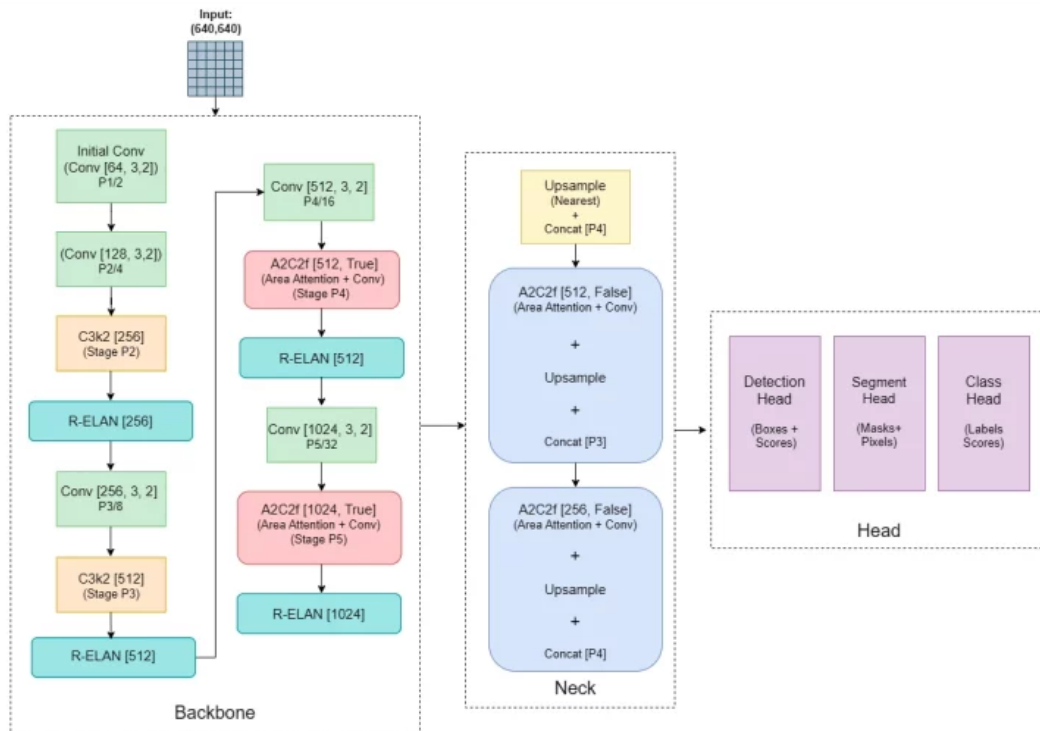 Input:
(640,640)
Initial Conv
(Conv [64, 3,2])
P1/2
(Conv [128, 3,2])
P2/4
C3k2 [256]
(Stage P2)
R-ELAN [256]
Conv [256, 3, 2]
P3/8
C3k2 [512]
(Stage P3)
R-ELAN [512]
Conv [512, 3, 2]
P4/16
A2C2f [512, True]
(Area Attention + Conv)
(Stage P4)
R-ELAN [512]
Conv [1024, 3, 2]
P5/32
A2C2f [1024, True]
(Area Attention + Conv)
(Stage P5)
R-ELAN [1024]
Backbone
Upsample
(Nearest)
+
Concat [P4]
A2C2f [512, False]
(Area Attention + Conv)
+
Upsample
+
Concat [P3]
A2C2f [256, False]
(Area Attention + Conv)
+
Upsample
+
Concat [P4]
Neck
Detection
Head
(Boxes +
Scores)
Segment
Head
(Masks+
Pixels)
Class
Head
(Labels
Scores)
Head